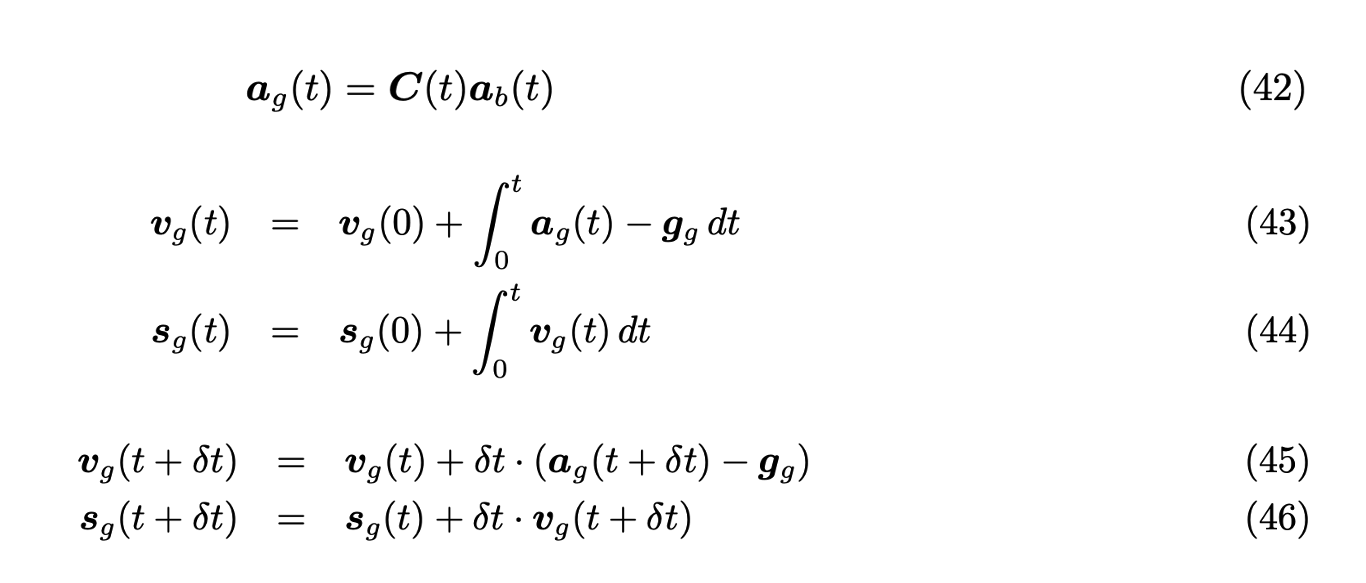 𝒂_g(t) = 𝑪(t)𝒂_b(t) (42)
𝒗_g(t) = 𝒗_g(0) + ∫_0^t 𝒂_g(t) − 𝒈_g dt (43)
𝒔_g(t) = 𝒔_g(0) + ∫_0^t 𝒗_g(t) dt (44)
𝒗_g(t + δt) = 𝒗_g(t) + δt · (𝒂_g(t + δt) − 𝒈_g) (45)
𝒔_g(t + δt) = 𝒔_g(t) + δt · 𝒗_g(t + δt) (46)